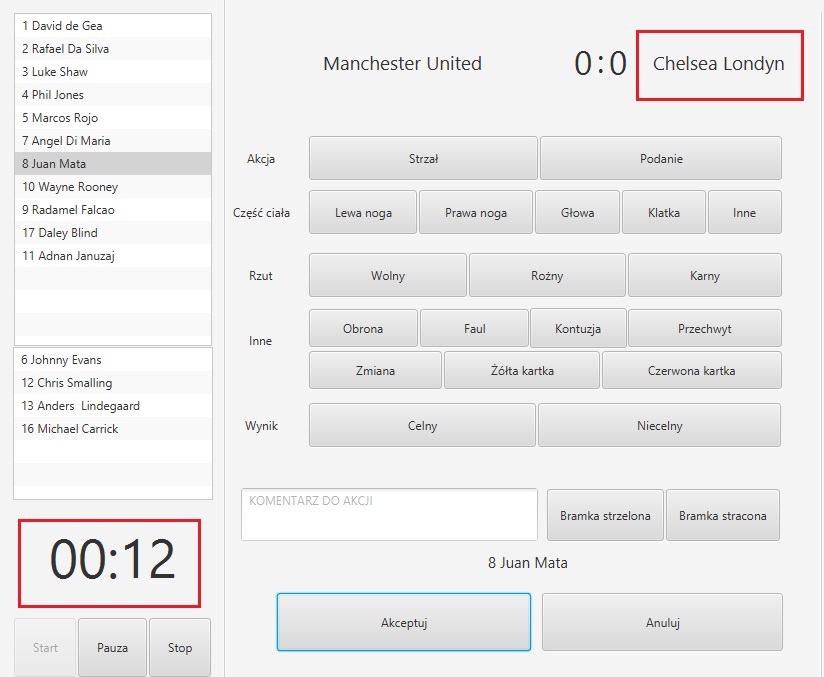 1 David de Gea
2 Rafael Da Silva
3 Luke Shaw
4 Phil Jones
5 Marcos Rojo
7 Angel Di Maria
8 Juan Mata
10 Wayne Rooney
9 Radamel Falcao
17 Daley Blind
11 Adnan Januzaj
6 Johnny Evans
12 Chris Smalling
13 Anders  Lindegaard
16 Michael Carrick
00:12
Start Pauza Stop
Manchester United 0:0 Chelsea Londyn
Akcja Strzał Podanie
Część ciała Lewa noga Prawa noga Głowa Klatka Inne
Rzut Wolny Rożny Karny
Inne
Obrona Faul Kontuzja Przechwyt
Zmiana Żółta kartka Czerwona kartka
Wynik Celny Niecelny
KOMENTARZ DO AKCJI
Bramka strzelona Bramka stracona
8 Juan Mata
Akceptuj Anuluj